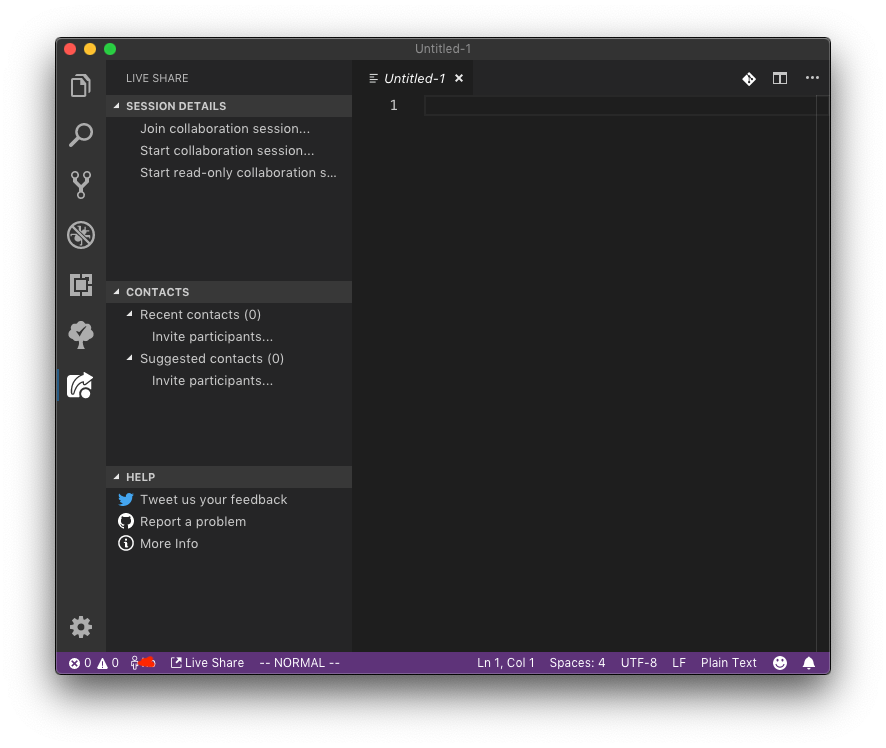 Untitled-1
LIVE SHARE
SESSION DETAILS
Join collaboration session...
Start collaboration session...
Start read-only collaboration s...
CONTACTS
Recent contacts (0)
Invite participants...
Suggested contacts (0)
Invite participants...
HELP
Tweet us your feedback
Report a problem
More Info
Untitled-1
1
0 0 Live Share -- NORMAL -- Ln 1, Col 1 Spaces: 4 UTF-8 LF Plain Text